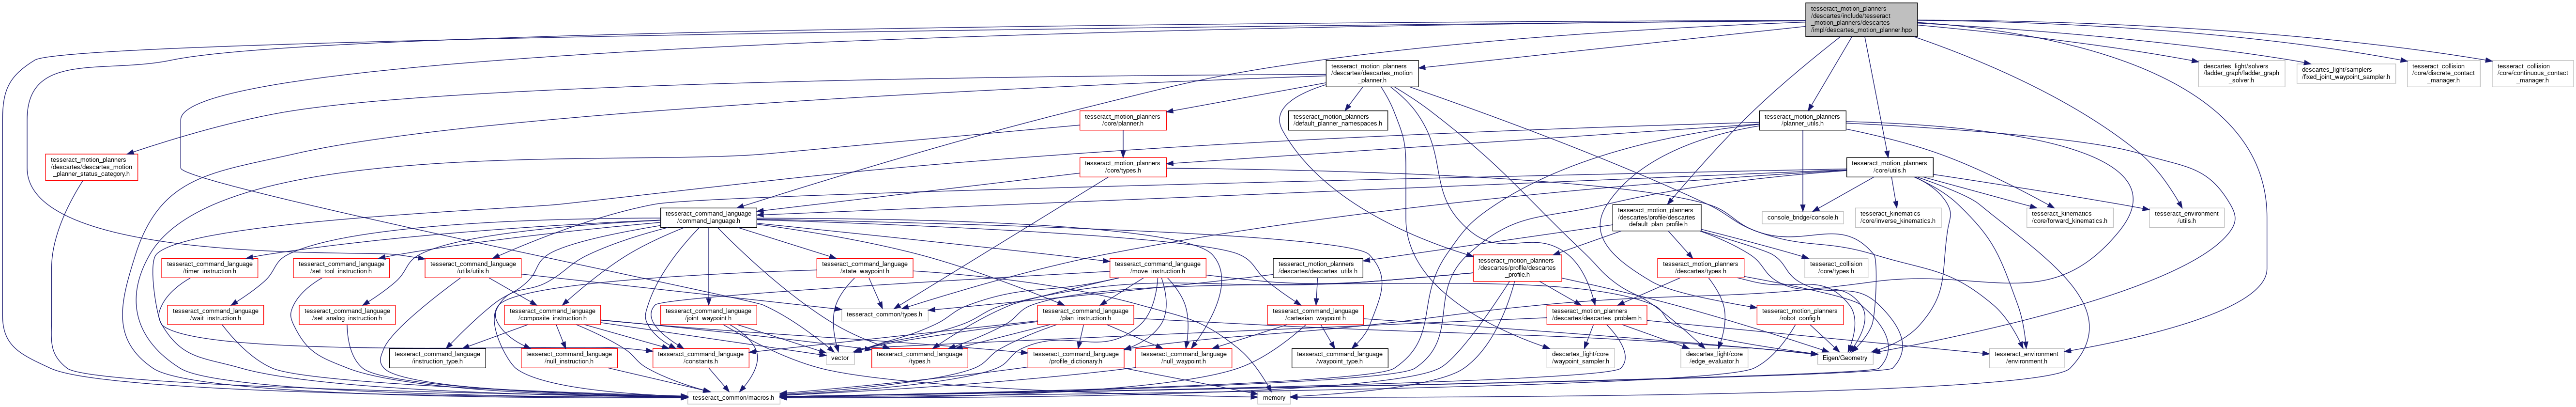 tesseract_motion_planners
/descartes/include/tesseract
_motion_planners/descartes
/impl/descartes_motion_planner.hpp
tesseract_motion_planners
/descartes/descartes_motion
_planner.h
descartes_light/solvers
/ladder_graph/ladder_graph
_solver.h
descartes_light/samplers
/fixed_joint_waypoint_sampler.h
tesseract_collision
/core/discrete_contact
_manager.h
tesseract_collision
/core/continuous_contact
_manager.h
tesseract_motion_planners
/core/planner.h
tesseract_motion_planners
/default_planner_namespaces.h
tesseract_motion_planners
/planner_utils.h
tesseract_motion_planners
/descartes/descartes_motion
_planner_status_category.h
tesseract_motion_planners
/core/types.h
tesseract_motion_planners
/core/utils.h
tesseract_command_language
/command_language.h
tesseract_motion_planners
/descartes/profile/descartes
_default_plan_profile.h
console_bridge/console.h
tesseract_kinematics
/core/inverse_kinematics.h
tesseract_kinematics
/core/forward_kinematics.h
tesseract_environment
/utils.h
tesseract_command_language
/timer_instruction.h
tesseract_command_language
/set_tool_instruction.h
tesseract_command_language
/utils/utils.h
tesseract_command_language
/state_waypoint.h
tesseract_command_language
/move_instruction.h
tesseract_motion_planners
/descartes/descartes_utils.h
tesseract_motion_planners
/descartes/profile/descartes
_profile.h
tesseract_motion_planners
/descartes/types.h
tesseract_collision
/core/types.h
tesseract_command_language
/wait_instruction.h
tesseract_command_language
/set_analog_instruction.h
tesseract_command_language
/composite_instruction.h
tesseract_command_language
/joint_waypoint.h
tesseract_common/types.h
tesseract_command_language
/plan_instruction.h
tesseract_command_language
/cartesian_waypoint.h
tesseract_motion_planners
/descartes/descartes_problem.h
tesseract_motion_planners
/robot_config.h
tesseract_command_language
/instruction_type.h
tesseract_command_language
/null_instruction.h
tesseract_command_language
/constants.h
vector
tesseract_command_language
/types.h
tesseract_command_language
/profile_dictionary.h
tesseract_command_language
/null_waypoint.h
tesseract_command_language
/waypoint_type.h
descartes_light/core
/waypoint_sampler.h
descartes_light/core
/edge_evaluator.h
Eigen/Geometry
tesseract_environment
/environment.h
tesseract_common/macros.h
memory